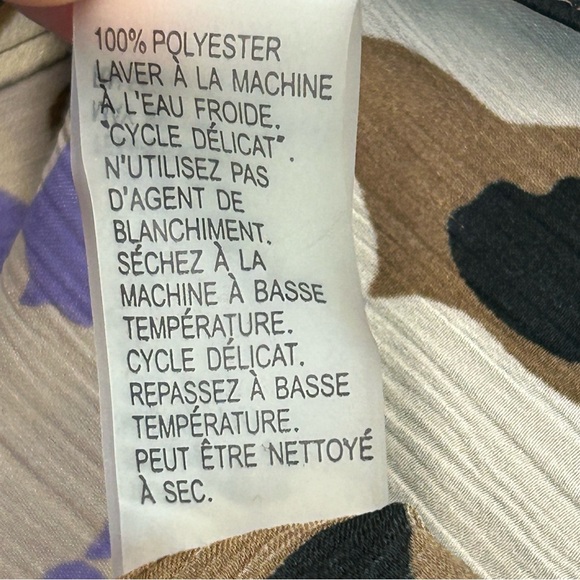 100% POLYESTER
LAVER À LA MACHINE
À L'EAU FROIDE.
"CYCLE DÉLICAT".
N'UTILISEZ PAS
D'AGENT DE
BLANCHIMENT.
SÉCHEZ À LA
MACHINE À BASSE
TEMPÉRATURE.
CYCLE DÉLICAT.
REPASSEZ À BASSE
TEMPÉRATURE.
PEUT ÊTRE NETTOYÉ
À SEC.